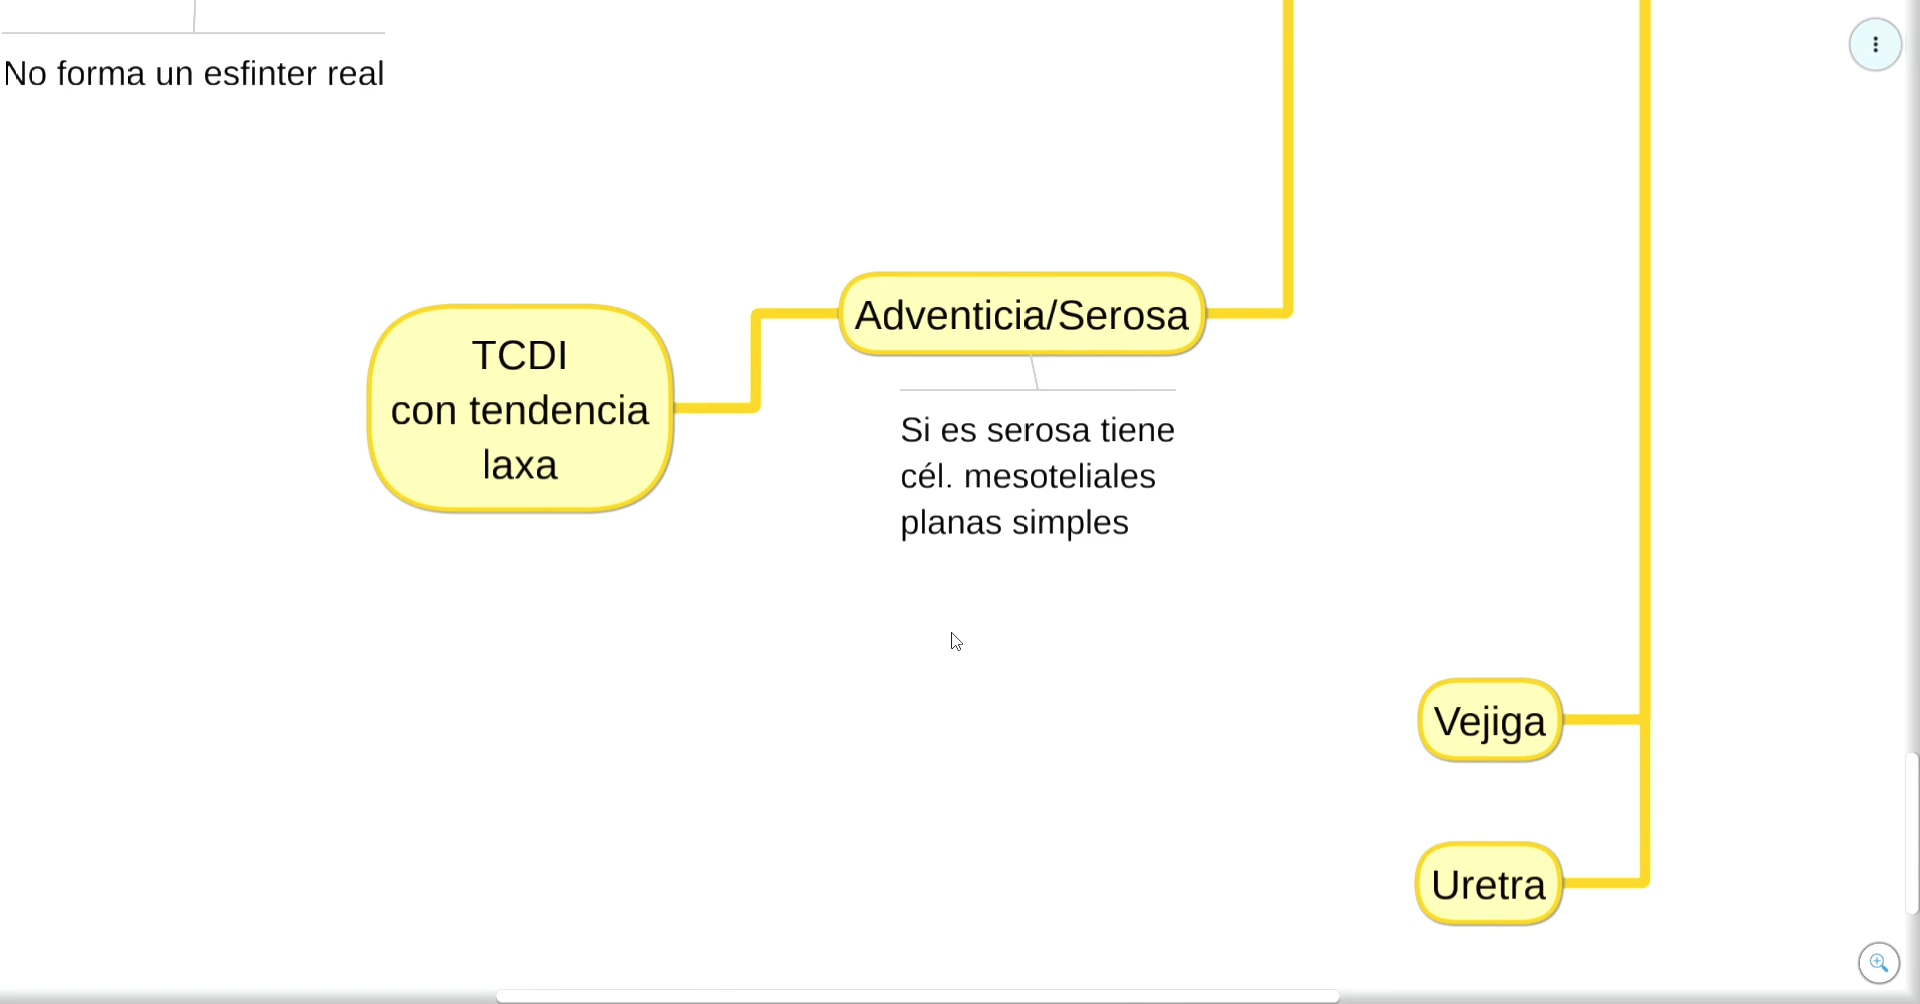 No forma un esfinter real
Adventicia/Serosa
TCDI
con tendencia
laxa
Si es serosa tiene
cél. mesoteliales
planas simples
Vejiga
Uretra